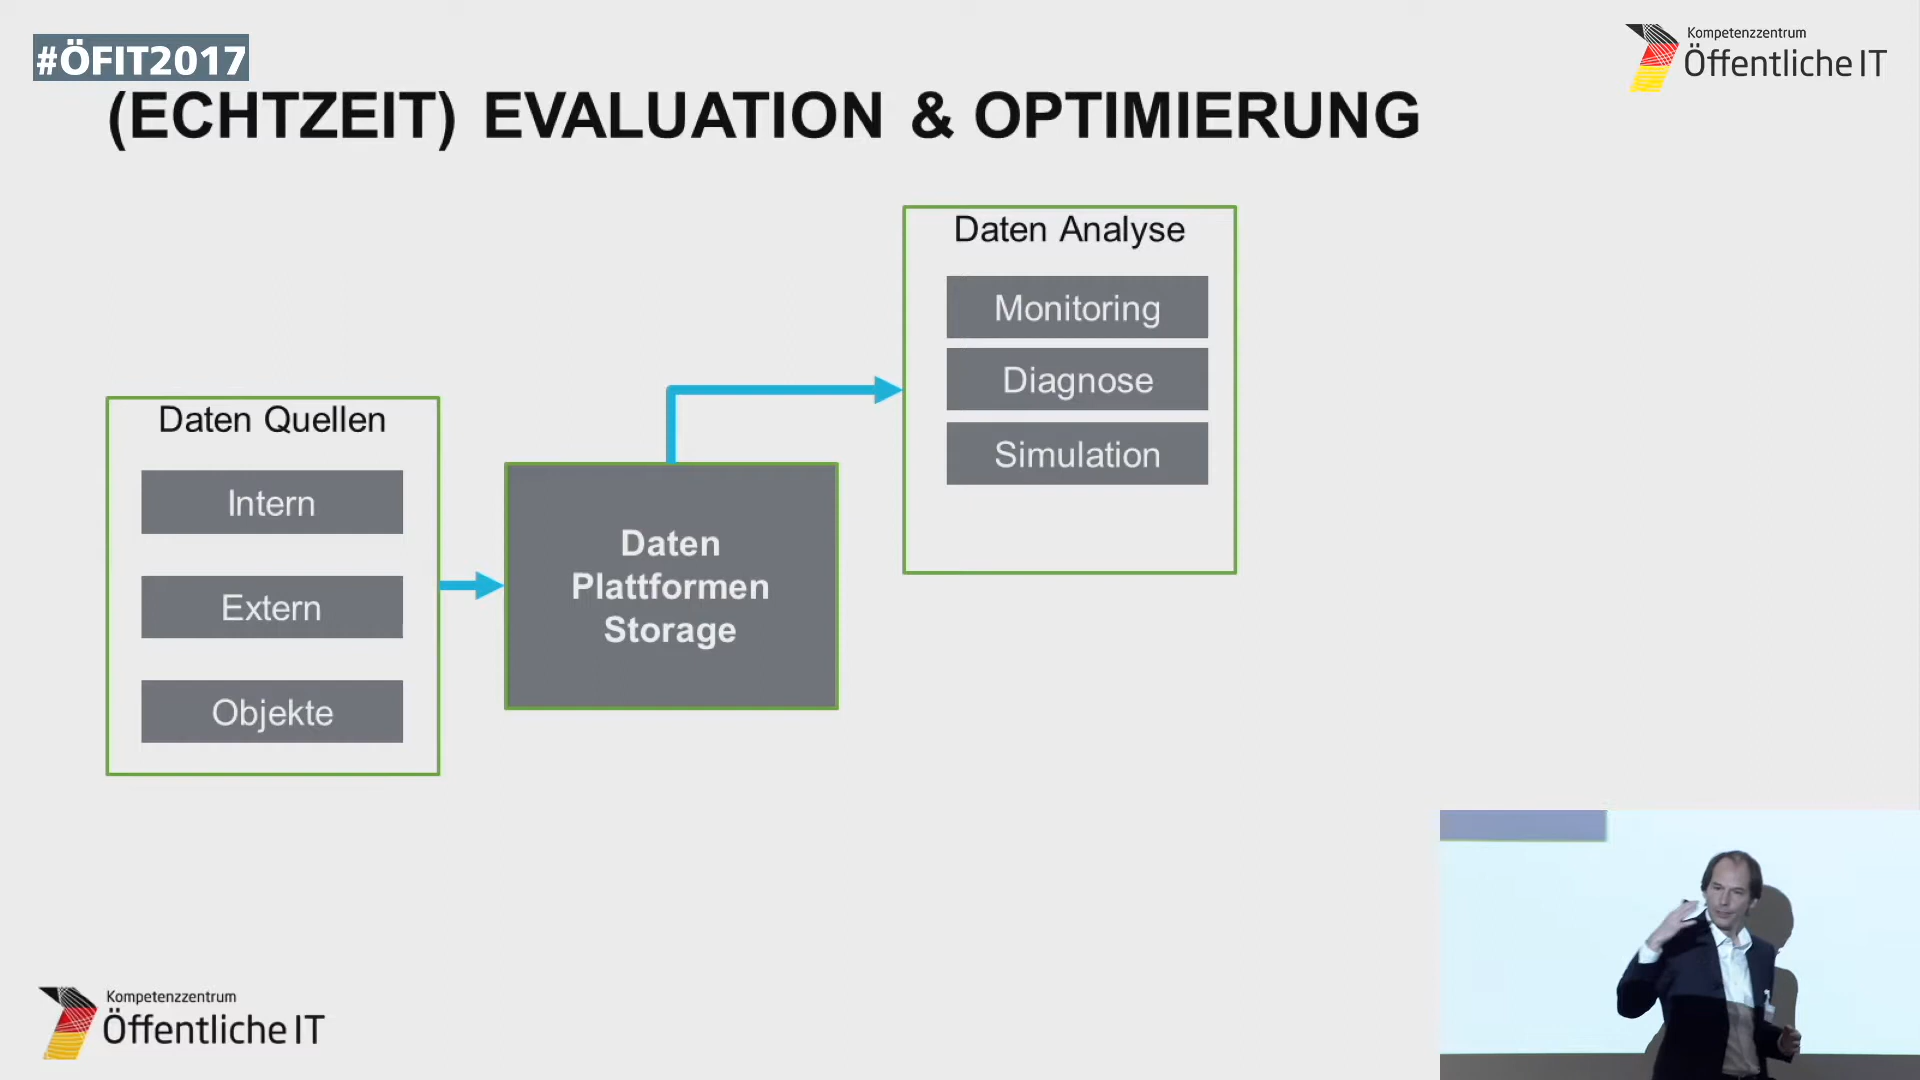 #ÖFIT2017
Kompetenzzentrum
Öffentliche IT
(ECHTZEIT) EVALUATION & OPTIMIERUNG
Daten Quellen
Intern
Extern
Objekte
Daten
Plattformen
Storage
Daten Analyse
Monitoring
Diagnose
Simulation
Kompetenzzentrum
Öffentliche IT